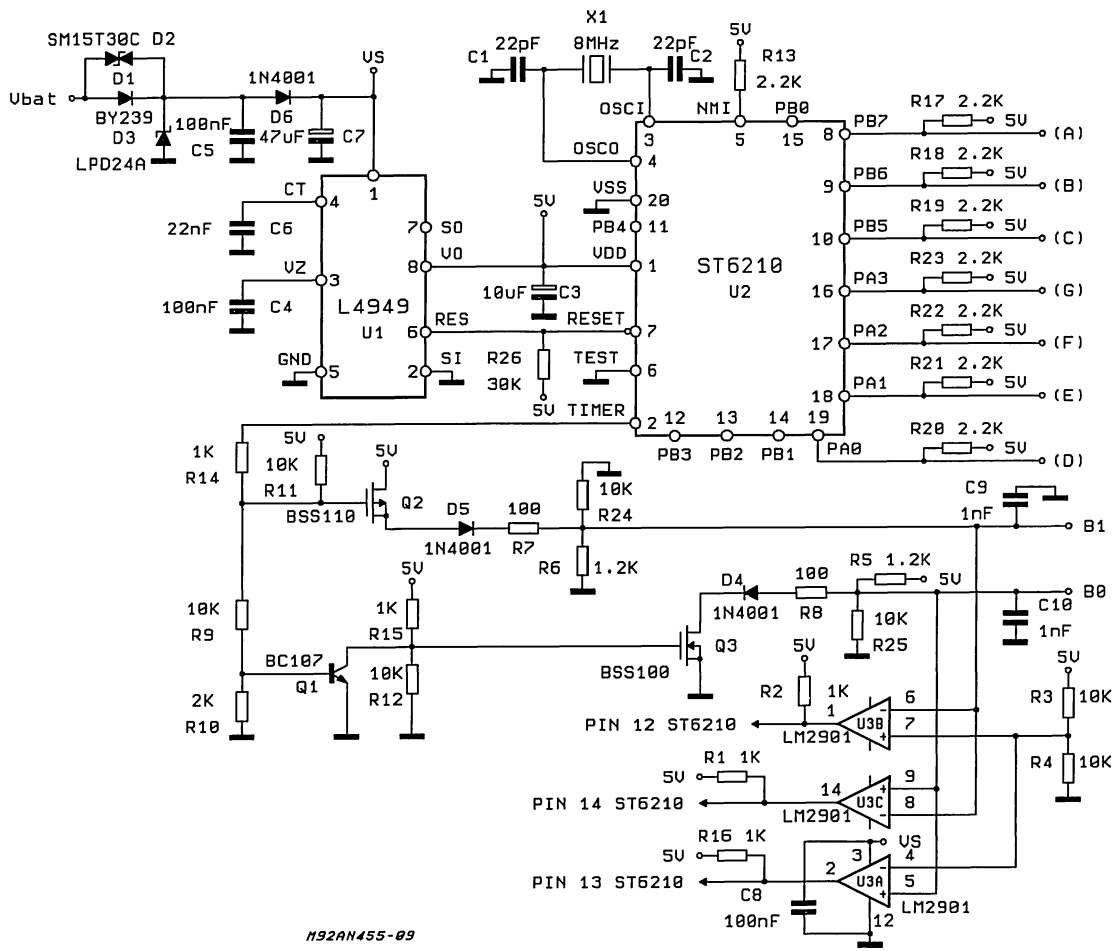 X1
SM15T30C D2
VS
C1
22pF
8MHz
22pF
C2
5V
R13
2.2K
Vbat
D1
BY239
D3
LPD24A
1N4001
D6
100nF
C5
47uF
C7
OSCI
3
NMI
5
PB0
15
OSCO
4
VSS
20
PB4
11
VDD
1
RESET
7
TEST
6
TIMER
2
ST6210
U2
12
PB3
13
PB2
14
PB1
19
PA0
8
PB7
R17 2.2K
5V
(A)
9
PB6
R18 2.2K
5V
(B)
10
PB5
R19 2.2K
5V
(C)
16
PA3
R23 2.2K
5V
(G)
17
PA2
R22 2.2K
5V
(F)
18
PA1
R21 2.2K
5V
(E)
R20 2.2K
5V
(D)
CT
4
1
22nF
C6
7
SO
8
VO
5V
VZ
3
100nF
C4
L4949
U1
10uF
C3
6
RES
R26
30K
5V
GND
5
2
SI
1K
R14
5V
10K
R11
5V
BSS110
Q2
D5
1N4001
100
R7
10K
R24
R6
1.2K
C9
1nF
B1
10K
R9
5V
1K
R15
D4
1N4001
100
R8
R5 1.2K
5V
10K
R25
B0
C10
1nF
BC107
Q1
10K
R12
2K
R10
BSS100
Q3
5V
R2
1K
5V
R3
10K
R4
10K
PIN 12 ST6210
1
U3B
LM2901
6
7
-
+
R1 1K
5V
PIN 14 ST6210
14
U3C
LM2901
9
8
+
-
R16 1K
5V
PIN 13 ST6210
2
U3A
LM2901
3
VS
4
5
-
+
12
C8
100nF
M92AN455-09